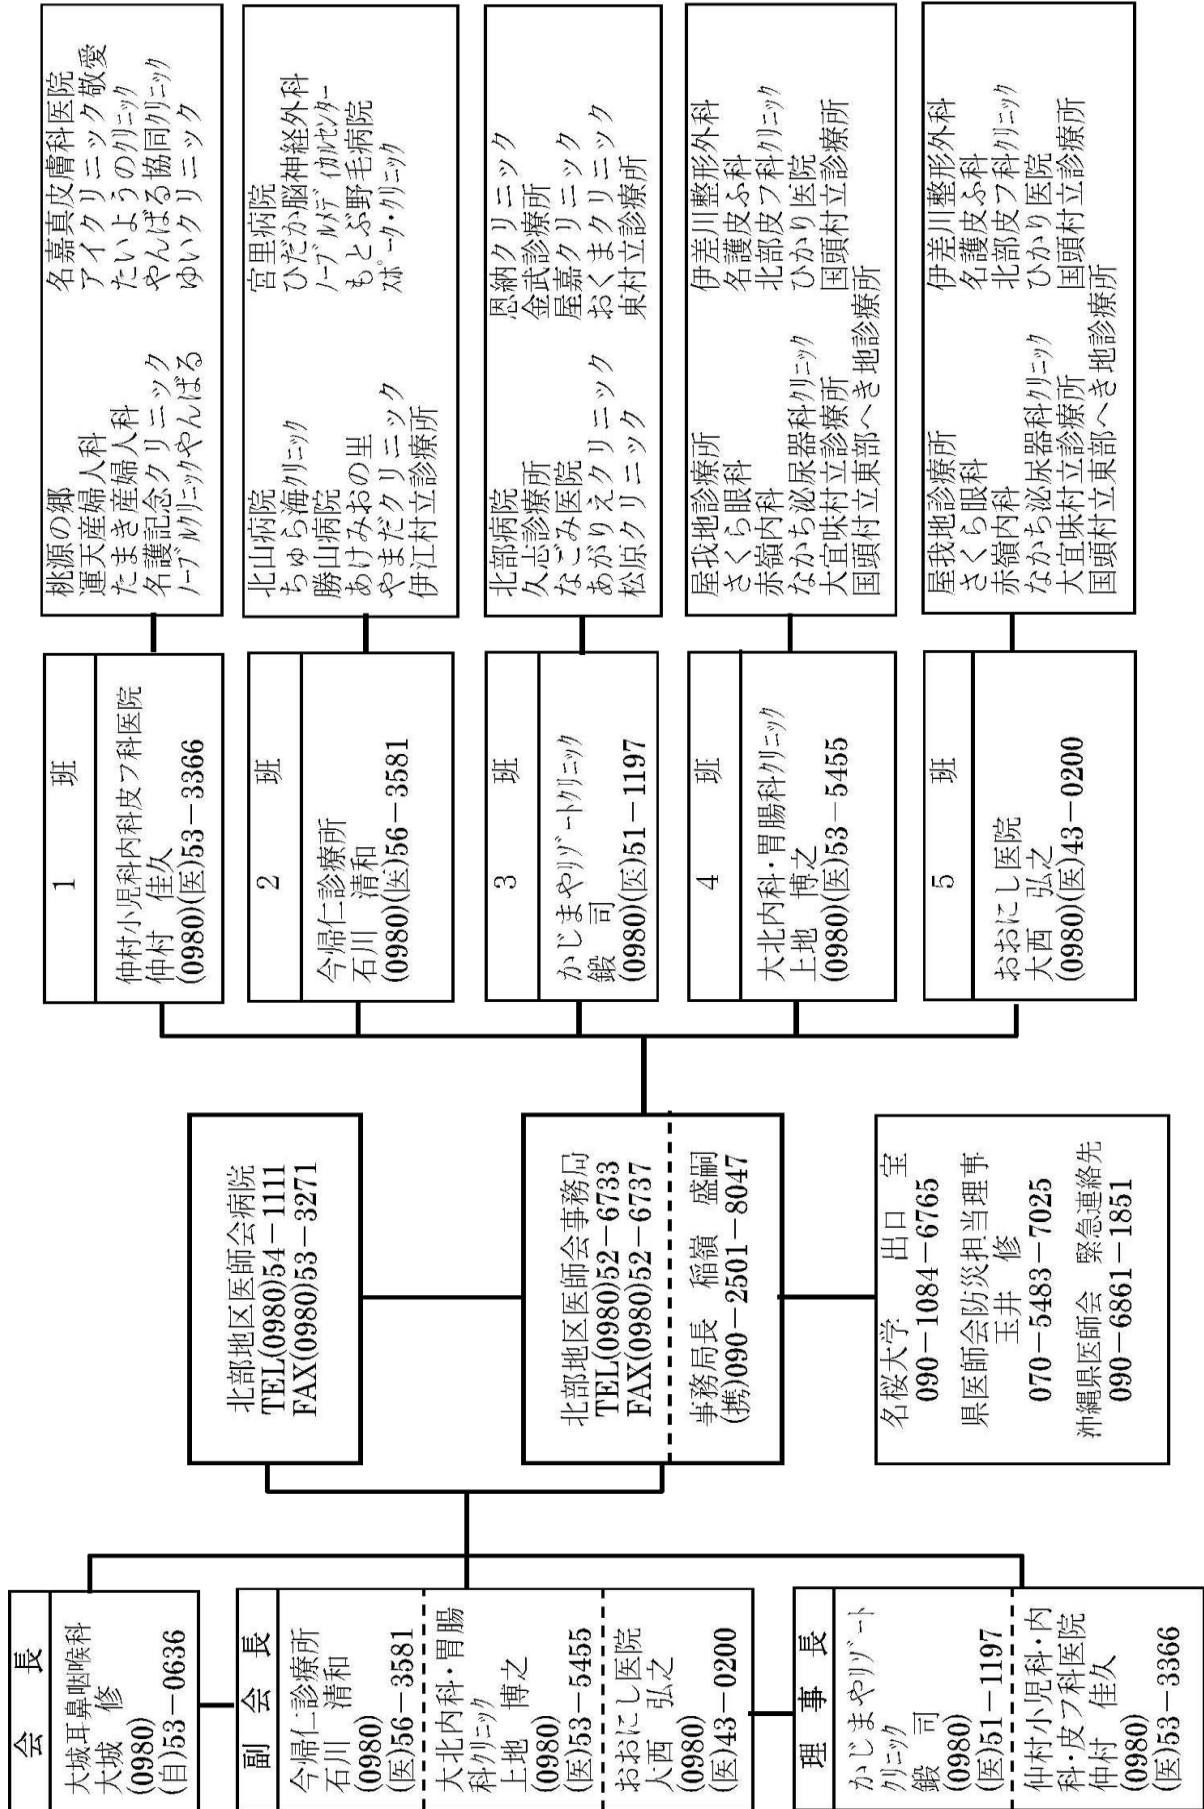 会　長
大城耳鼻咽喉科
大城　修
(0980)
(自)53－0636
副　会　長
今帰仁診療所
石川　清和
(0980)
(医)56－3581
大北内科・胃腸
科クリニック
上地　博之
(0980)
(医)53－5455
おおにし医院
大西　弘之
(0980)
(医)43－0200
理　事　長
かじまやリゾート
クリニック
鍛　司
(0980)
(医)51－1197
仲村小児科・内
科・皮フ科医院
仲村　佳久
(0980)
(医)53－3366
北部地区医師会病院
TEL(0980)54－1111
FAX(0980)53－3271
北部地区医師会事務局
TEL(0980)52－6733
FAX(0980)52－6737
事務局長　稲嶺　盛嗣
(携)090－2501－8047
名桜大学　出口　宝
090－1084－6765
県医師会防災担当理事
玉井　修
070－5483－7025
沖縄県医師会　緊急連絡先
090－6861－1851
1　班
仲村小児科内科皮フ科医院
仲村　佳久
(0980)(医)53－3366
桃源の郷　名嘉真皮膚科医院
運天産婦人科　アイクリニック敬愛
たまき産婦人科　たいようのクリニック
名護記念クリニック　やんばる協同クリニック
ノーブルクリニックやんばる　ゆいクリニック
2　班
今帰仁診療所
石川　清和
(0980)(医)56－3581
北山病院　宮里病院
ちゅら海クリニック　ひだか脳神経外科
勝山病院　ノーブルメディカルセンター
あけみおの里　もとぶ野毛病院
やまだクリニック　スポーク・クリニック
伊江村立診療所
3　班
かじまやリゾートクリニック
鍛　司
(0980)(医)51－1197
北部病院　恩納クリニック
久志診療所　金武診療所
なごみ医院　屋嘉クリニック
あがりえクリニック　おくまクリニック
松原クリニック　東村立診療所
4　班
大北内科・胃腸科クリニック
上地　博之
(0980)(医)53－5455
屋我地診療所　伊差川整形外科
さくら眼科　名護皮ふ科
赤嶺内科　北部皮フ科クリニック
なかち泌尿器科クリニック　ひかり医院
大宜味村立診療所　国頭村立診療所
国頭村立東部へき地診療所
5　班
おおにし医院
大西　弘之
(0980)(医)43－0200
屋我地診療所　伊差川整形外科
さくら眼科　名護皮ふ科
赤嶺内科　北部皮フ科クリニック
なかち泌尿器科クリニック　ひかり医院
大宜味村立診療所　国頭村立診療所
国頭村立東部へき地診療所